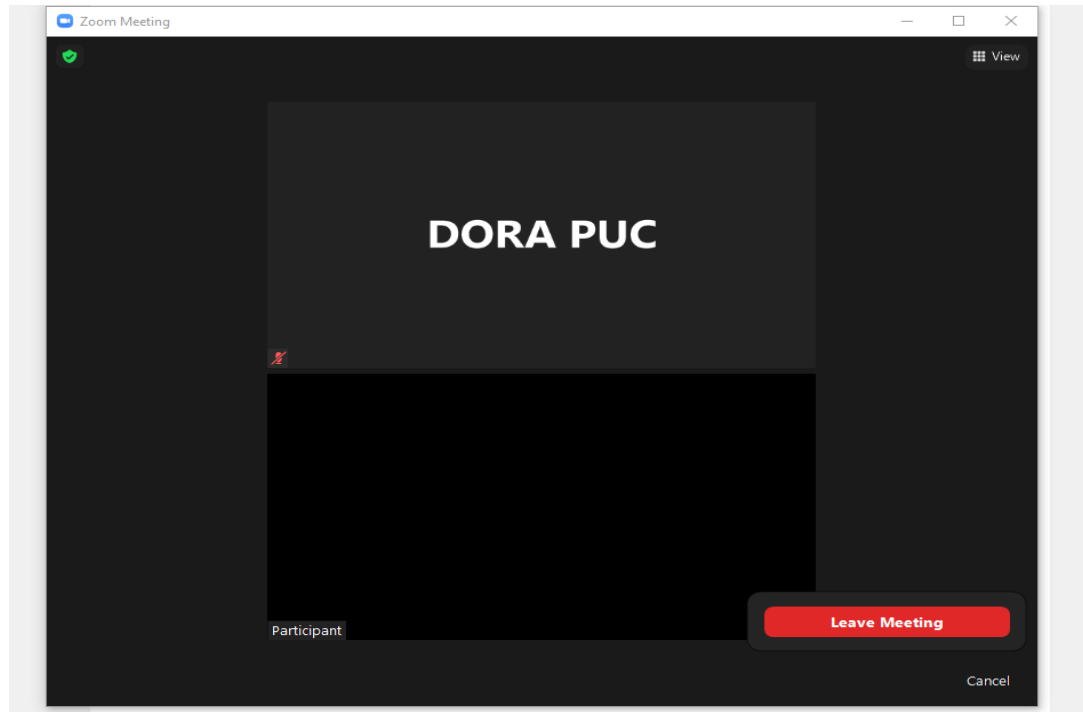 Zoom Meeting
View
DORA PUC
Participant
Leave Meeting
Cancel